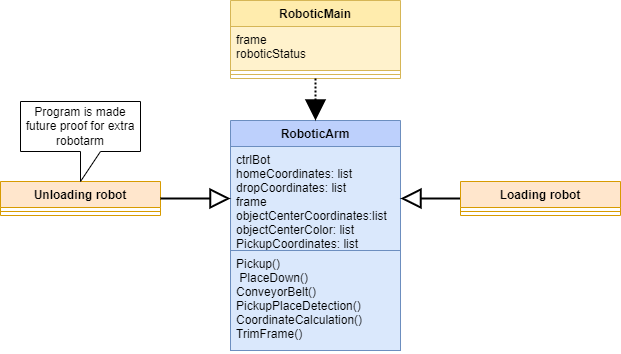 RoboticMain
frame
roboticStatus
Program is made
future proof for extra
robotarm
RoboticArm
ctrlBot
homeCoordinates: list
dropCoordinates: list
frame
objectCenterCoordinates:list
objectCenterColor: list
PickupCoordinates: list
Unloading robot
Loading robot
Pickup()
PlaceDown()
ConveyorBelt()
PickupPlaceDetection()
CoordinateCalculation()
TrimFrame()